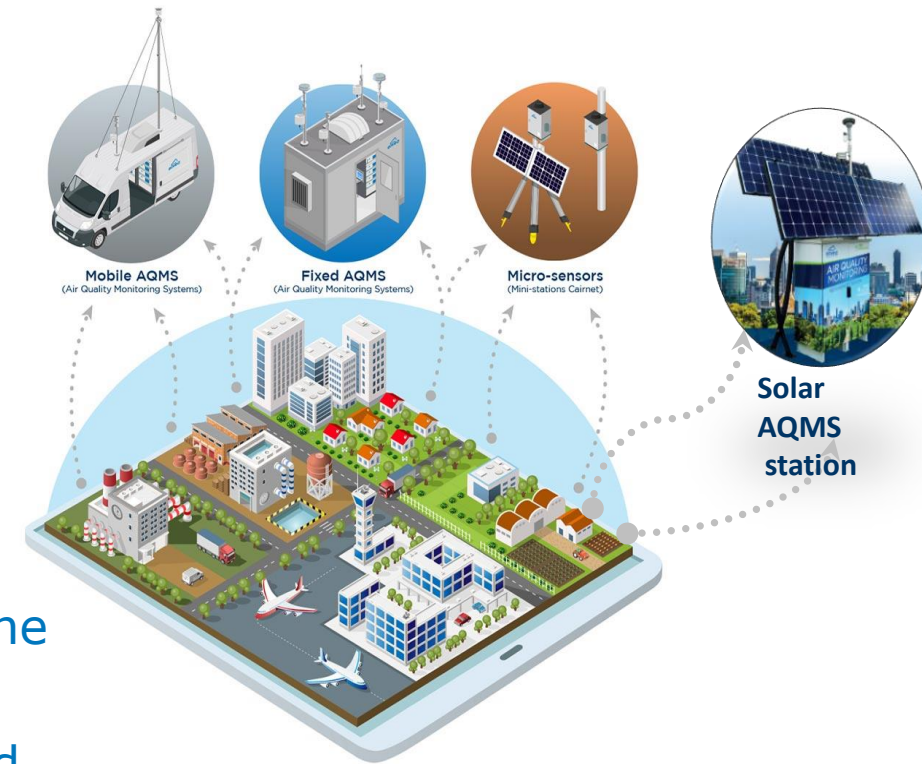 Mobile AQMS
(Air Quality Monitoring Systems)
Fixed AQMS
(Air Quality Monitoring Systems)
Micro-sensors
(Mini-stations Cairnet)
AIR QUALITY
MONITORING
Solar
AQMS
station